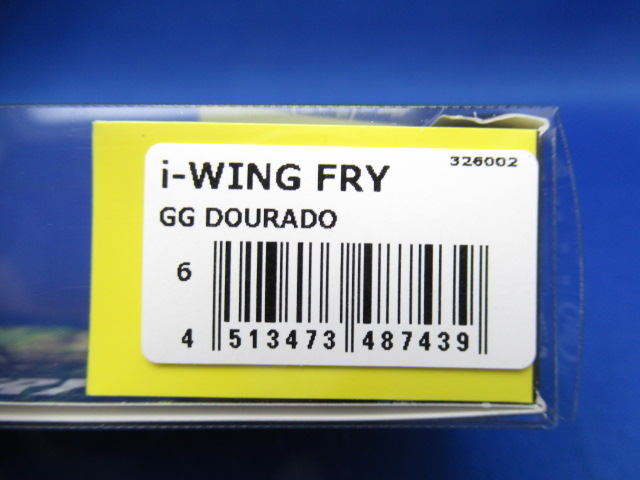 326002
i-WING FRY
GG DOURADO
6
4 513473 487439